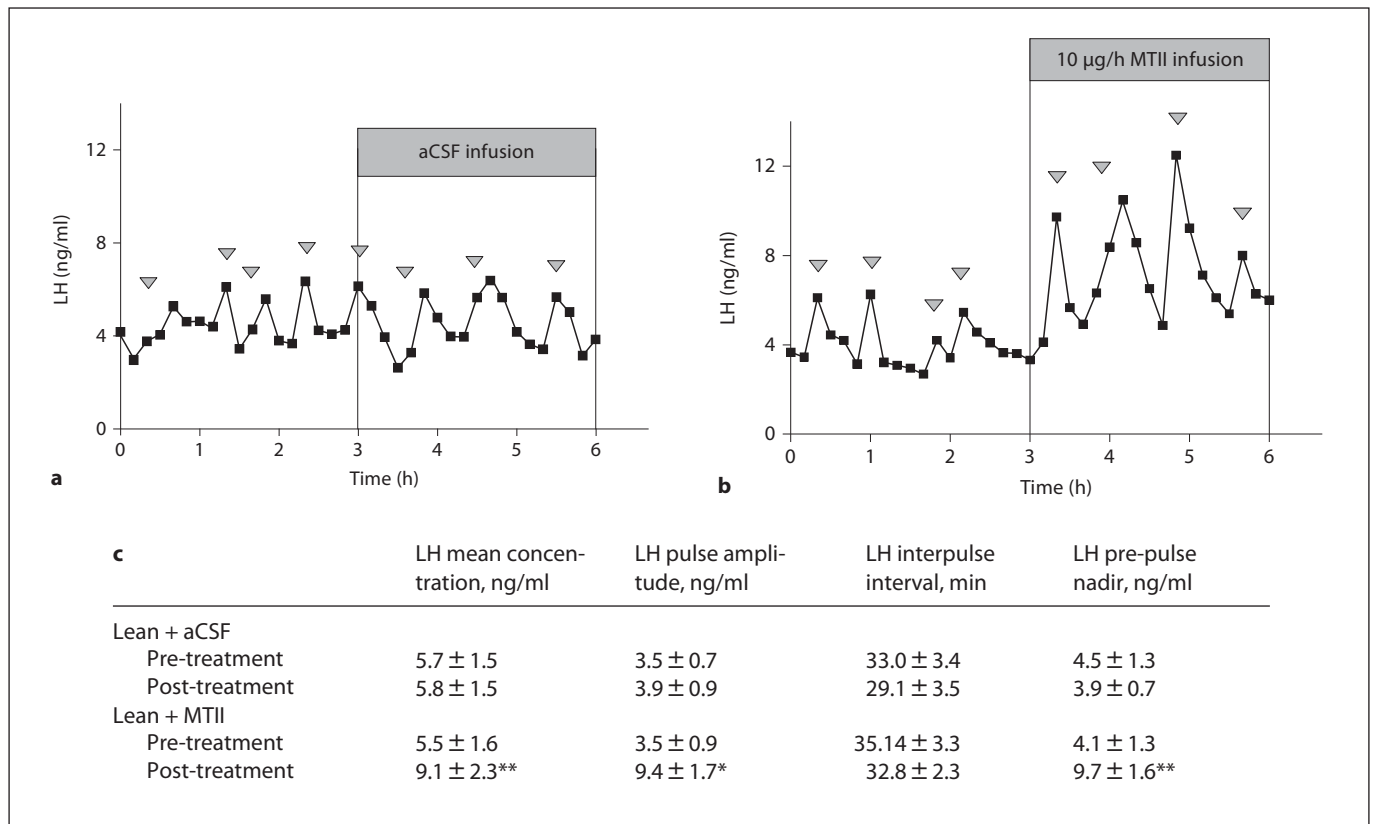 aCSF infusion
12
8
4
0
LH (ng/ml)
0 1 2 3 4 5 6
Time (h)
a
10 µg/h MTII infusion
12
8
4
0
LH (ng/ml)
0 1 2 3 4 5 6
Time (h)
b
c LH mean concen- LH pulse ampli- LH interpulse LH pre-pulse
tration, ng/ml tude, ng/ml interval, min nadir, ng/ml
Lean + aCSF
Pre-treatment 5.7 ± 1.5 3.5 ± 0.7 33.0 ± 3.4 4.5 ± 1.3
Post-treatment 5.8 ± 1.5 3.9 ± 0.9 29.1 ± 3.5 3.9 ± 0.7
Lean + MTII
Pre-treatment 5.5 ± 1.6 3.5 ± 0.9 35.14 ± 3.3 4.1 ± 1.3
Post-treatment 9.1 ± 2.3** 9.4 ± 1.7* 32.8 ± 2.3 9.7 ± 1.6**